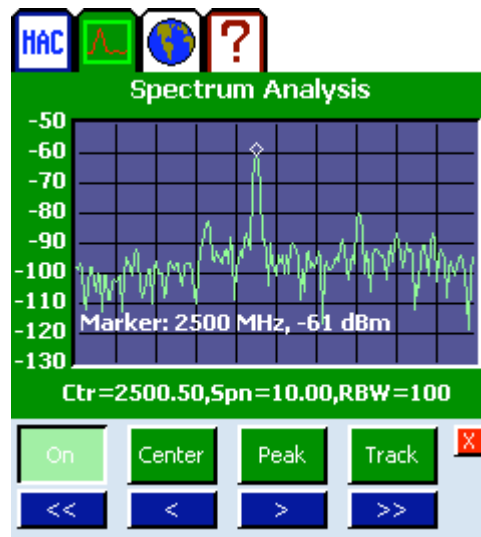 MAC
?
Spectrum Analysis
-50
-60
-70
-80
-90
-100
-110
-120
-130
Marker: 2500 MHz, -61 dBm
Ctr=2500.50,Spn=10.00,RBW=100
On Center Peak Track X
<< < > >>